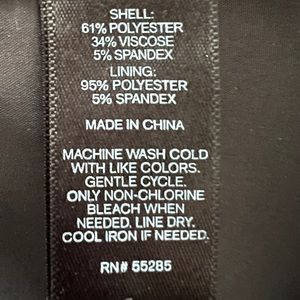 SHELL:
61% POLYESTER
34% VISCOSE
5% SPANDEX
LINING:
95% POLYESTER
5% SPANDEX
MADE IN CHINA
MACHINE WASH COLD
WITH LIKE COLORS.
GENTLE CYCLE.
ONLY NON-CHLORINE
BLEACH WHEN
NEEDED. LINE DRY.
COOL IRON IF NEEDED.
RN# 55285